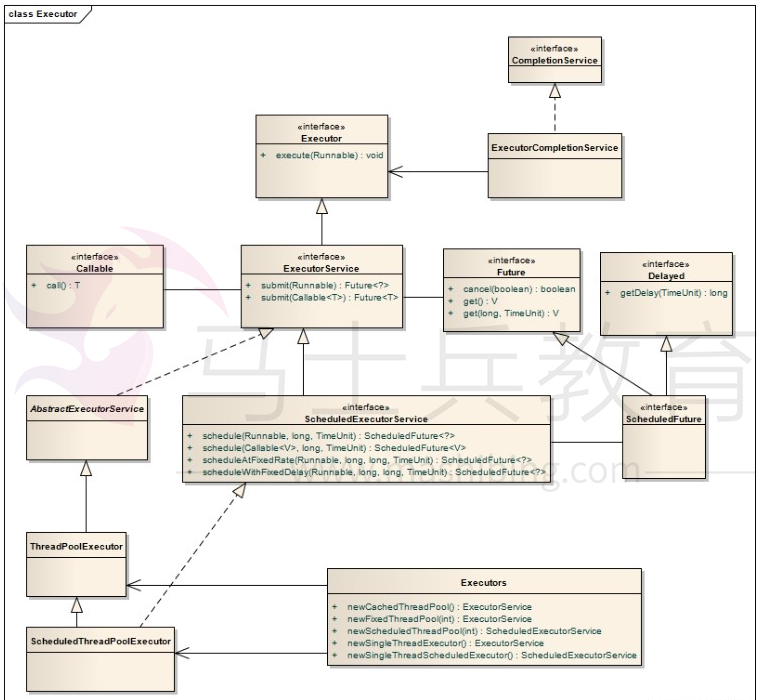 class Executor
«interface»
CompletionService
«interface»
Executor
+ execute(Runnable) : void
ExecutorCompletionService
«interface»
Callable
+ call() : T
«interface»
ExecutorService
+ submit(Runnable) : Future<?>
+ submit(Callable<T>) : Future<T>
«interface»
Future
+ cancel(boolean) : boolean
+ get() : V
+ get(long, TimeUnit) : V
«interface»
Delayed
+ getDelay(TimeUnit) : long
马士兵教育
AbstractExecutorService
«interface»
ScheduledExecutorService
+ schedule(Runnable, long, TimeUnit) : ScheduledFuture<?>
+ schedule(Callable<V>, long, TimeUnit) : ScheduledFuture<V>
+ scheduleAtFixedRate(Runnable, long, long, TimeUnit) : ScheduledFuture<?>
+ scheduleWithFixedDelay(Runnable, long, long, TimeUnit) : ScheduledFuture<?>
«interface»
ScheduledFuture
www.mashibing.com
ThreadPoolExecutor
Executors
+ newCachedThreadPool() : ExecutorService
+ newFixedThreadPool(int) : ExecutorService
+ newScheduledThreadPool(int) : ScheduledExecutorService
+ newSingleThreadExecutor() : ExecutorService
+ newSingleThreadScheduledExecutor() : ScheduledExecutorService
ScheduledThreadPoolExecutor